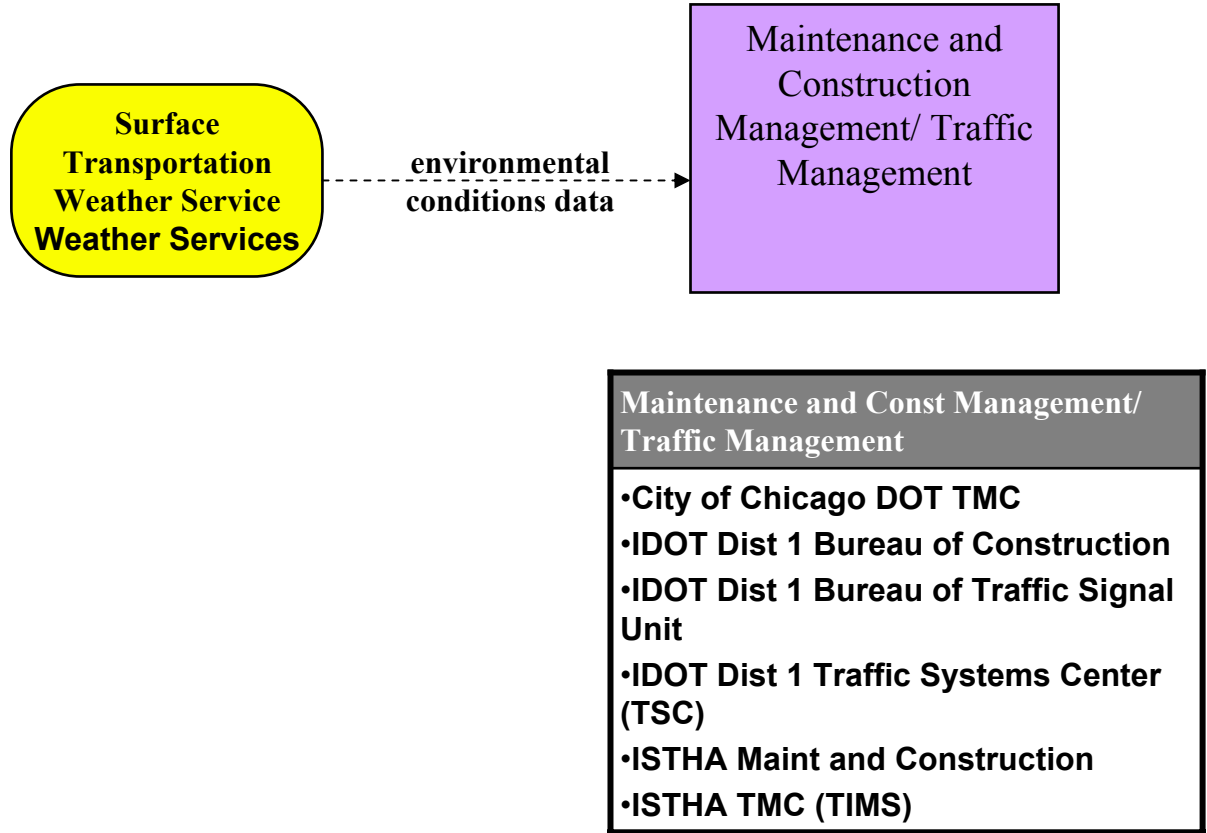 Surface
Transportation
Weather Service
Weather Services
environmental
conditions data
Maintenance and
Construction
Management/ Traffic
Management
Maintenance and Const Management/
Traffic Management
•City of Chicago DOT TMC
•IDOT Dist 1 Bureau of Construction
•IDOT Dist 1 Bureau of Traffic Signal
Unit
•IDOT Dist 1 Traffic Systems Center
(TSC)
•ISTHA Maint and Construction
•ISTHA TMC (TIMS)